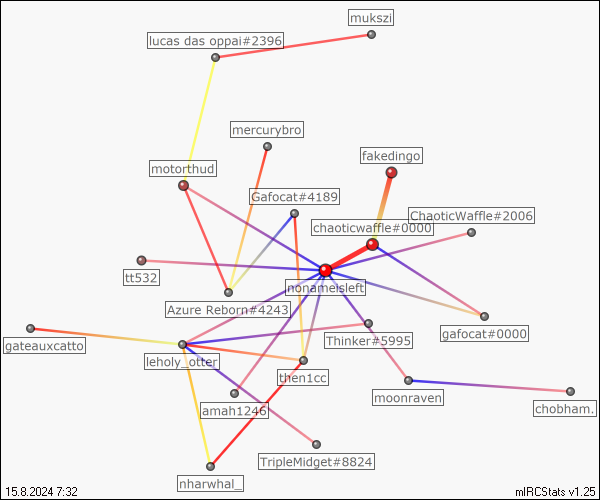 mukszi
lucas das oppai#2396
mercurybro
fakedingo
motorthud
Gafocat#4189
ChaoticWaffle#2006
chaoticwaffle#0000
tt532
nonameisleft
Azure Reborn#4243
gafocat#0000
Thinker#5995
gateauxcatto
leholy_otter
then1cc
moonraven
amah1246
chobham.
TripleMidget#8824
nharwhal_
15.8.2024 7:32
mIRCStats v1.25